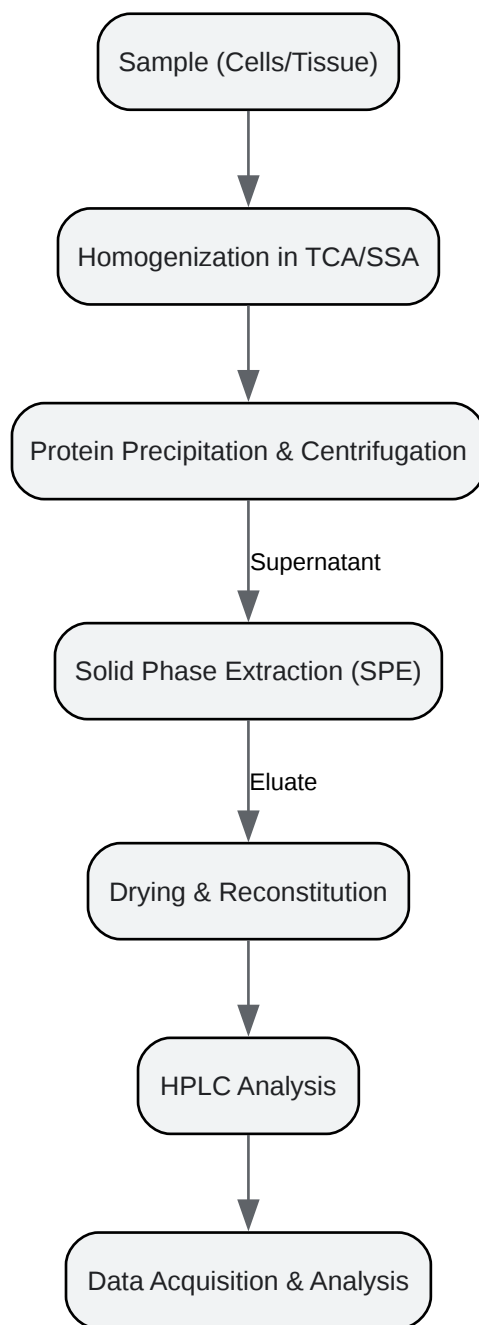 Sample (Cells/Tissue)
Homogenization in TCA/SSA
Protein Precipitation & Centrifugation
Supernatant
Solid Phase Extraction (SPE)
Eluate
Drying & Reconstitution
HPLC Analysis
Data Acquisition & Analysis